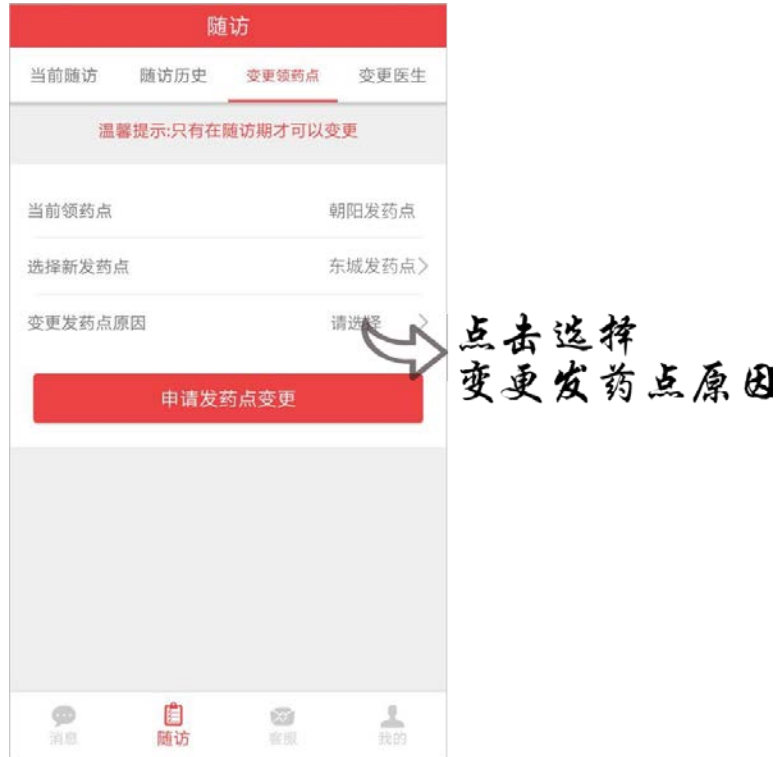 随访
当前随访 随访历史 变更领药点 变更医生
温馨提示:只有在随访期才可以变更
当前领药点 朝阳发药点
选择新发药点 东城发药点
变更发药点原因 请选择
点击选择
变更发药点原因
申请发药点变更
消息 随访 客服 我的